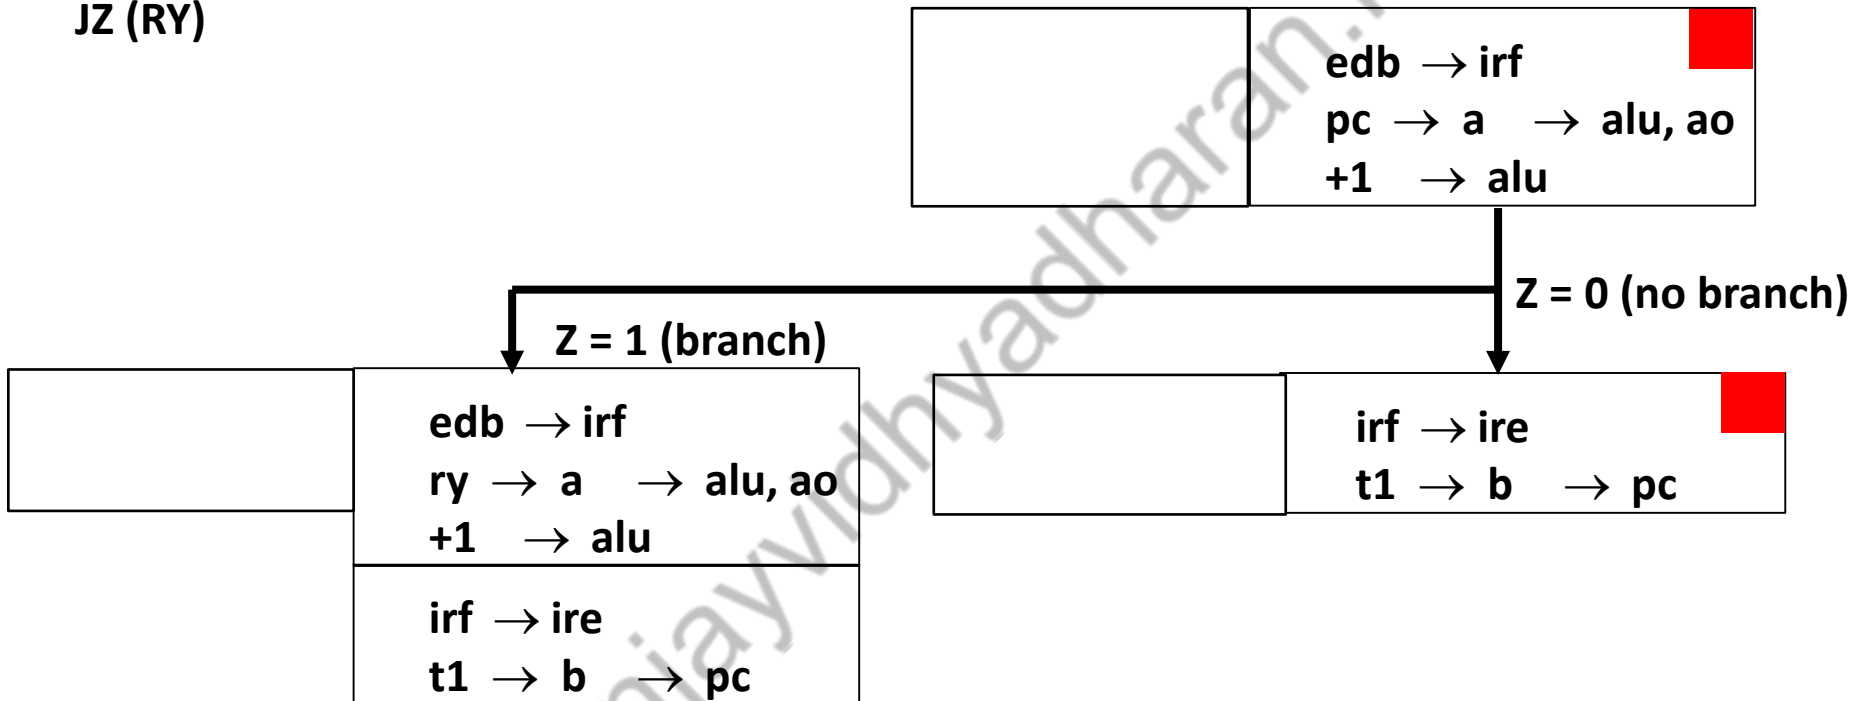 JZ (RY)
edb → irf
pc → a → alu, ao
+1 → alu
Z = 0 (no branch)
Z = 1 (branch)
edb → irf
ry → a → alu, ao
+1 → alu
irf → ire
t1 → b → pc
irf → ire
t1 → b → pc